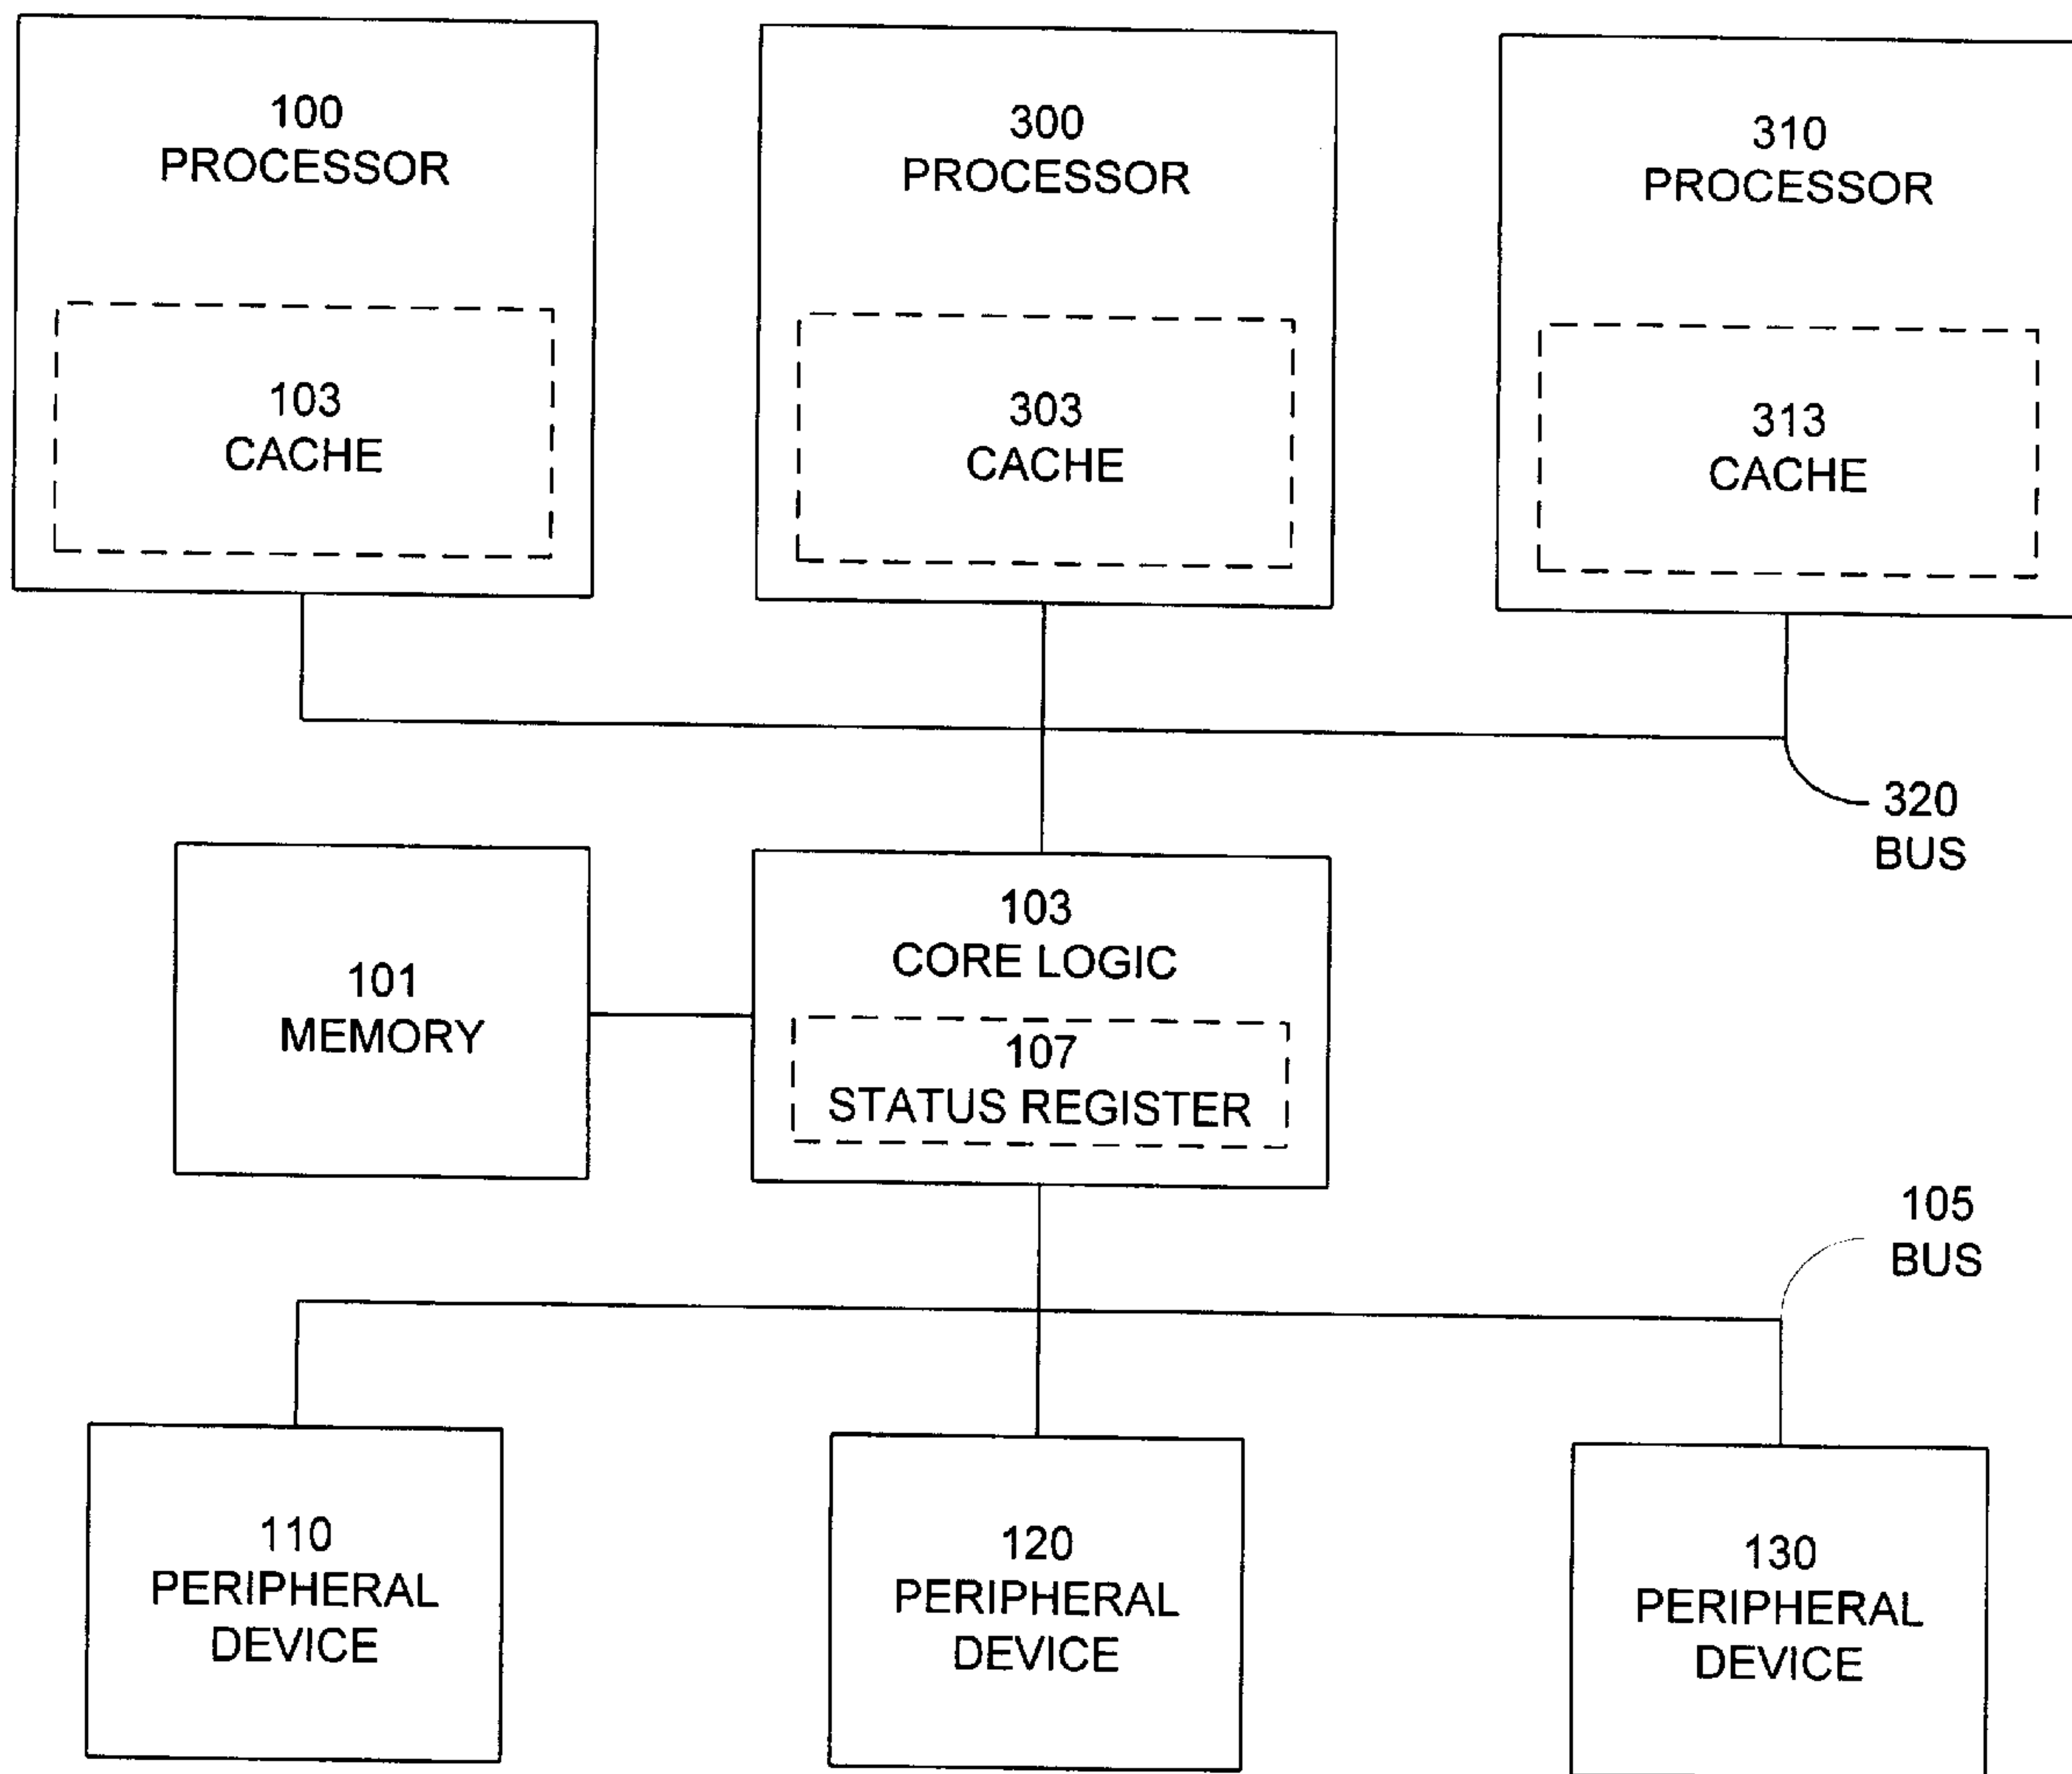 100
PROCESSOR
103
CACHE
300
PROCESSOR
303
CACHE
310
PROCESSOR
313
CACHE
320
BUS
101
MEMORY
103
CORE LOGIC
107
STATUS REGISTER
105
BUS
110
PERIPHERAL
DEVICE
120
PERIPHERAL
DEVICE
130
PERIPHERAL
DEVICE